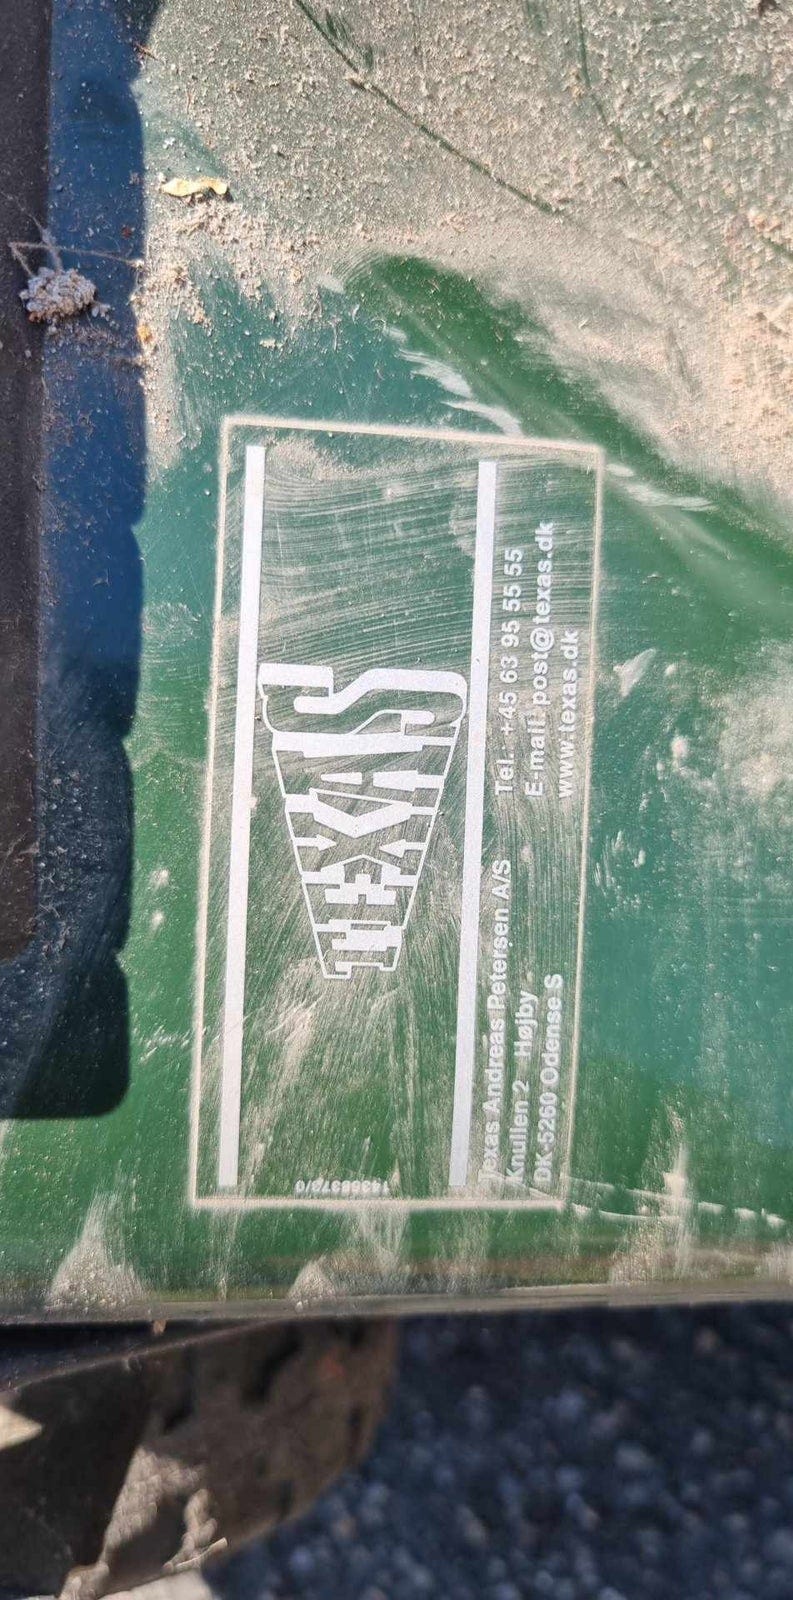 TEXAS
Texas Andreas Petersen A/S
Knullen 2 Højby
DK-5260 Odense S
Tel.: +45 63 95 55 55
E-mail: post@texas.dk
www.texas.dk